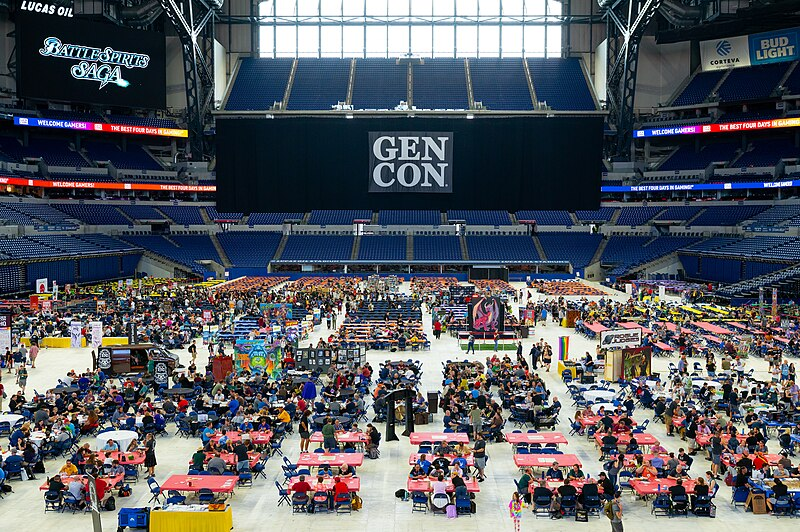 LUCAS OIL
BATTLE SPIRITS
SAGA
CORTEVA
BUD
LIGHT
WELCOME GAMERS! THE BEST FOUR DAYS IN GAMING
WELCOME GAMERS! THE BEST FOUR DAYS IN GAMING
GEN
CON
WELCOME GAMERS! THE BEST FOUR DAYS IN GAMING
THE BEST FOUR DAYS IN GAMING